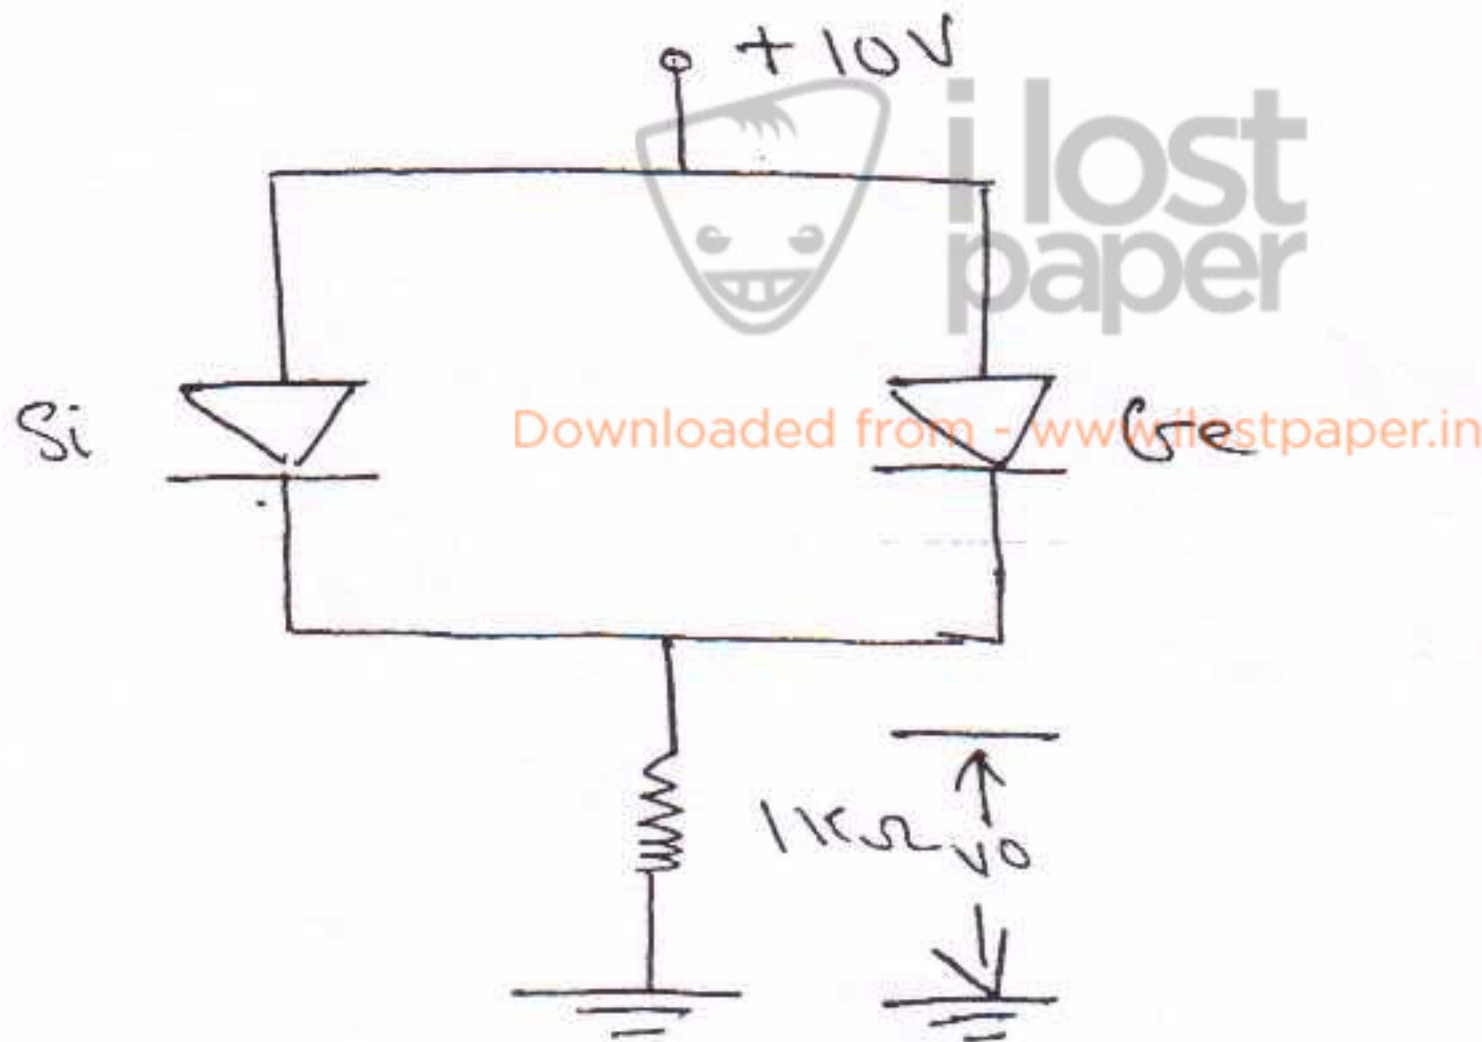 +10V
i lost
paper
Si
Downloaded from - www.ilostpaper.in
Ge
1KΩ
vo